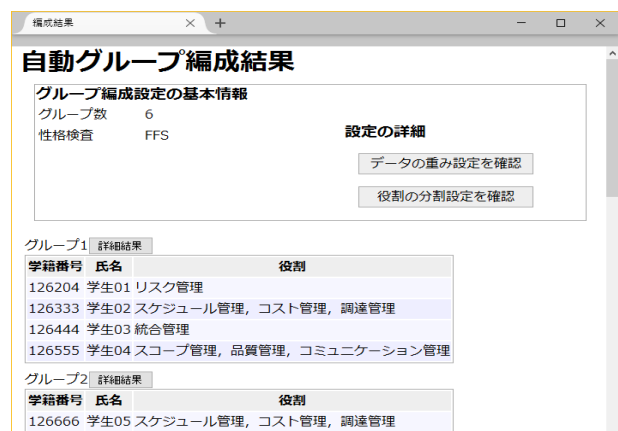 編成結果
自動グループ編成結果
グループ編成設定の基本情報
グループ数 6
性格検査 FFS
設定の詳細
データの重み設定を確認
役割の分割設定を確認
グループ1 詳細結果
学籍番号 氏名 役割
126204 学生01 リスク管理
126333 学生02 スケジュール管理，コスト管理，調達管理
126444 学生03 統合管理
126555 学生04 スコープ管理，品質管理，コミュニケーション管理
グループ2 詳細結果
学籍番号 氏名 役割
126666 学生05 スケジュール管理，コスト管理，調達管理